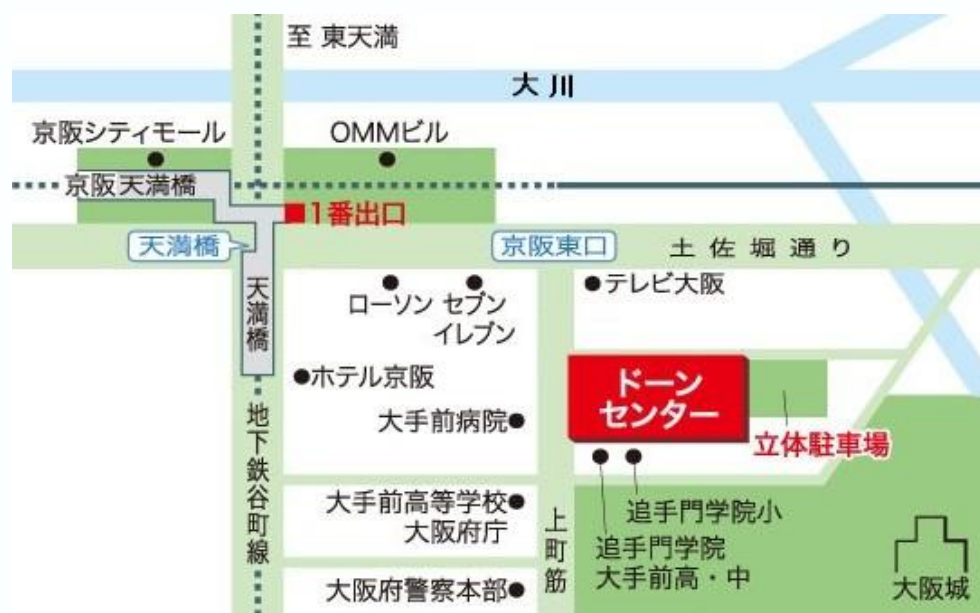 至 東天満
大川
京阪シティモール
OMMビル
京阪天満橋
1番出口
天満橋
京阪東口
土佐堀通り
天満橋
ローソン
セブン
イレブン
テレビ大阪
ホテル京阪
ドーン
センター
大手前病院
立体駐車場
地下鉄谷町線
大手前高等学校
大阪府庁
上町筋
追手門学院小
追手門学院
大手前高・中
大阪府警察本部
大阪城